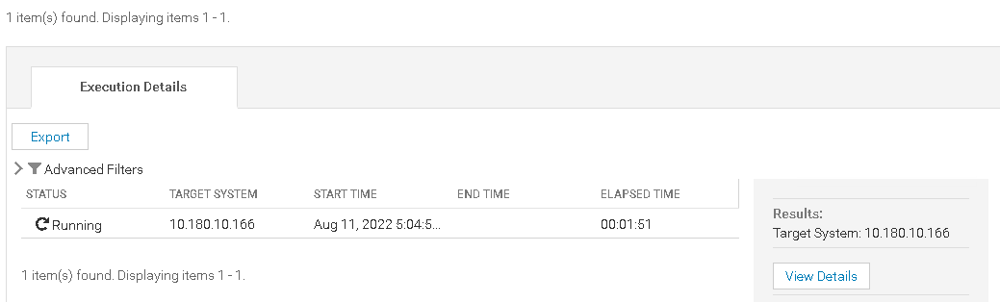 1 item(s) found. Displaying items 1 - 1.
Execution Details
Export
Advanced Filters
STATUS TARGET SYSTEM START TIME END TIME ELAPSED TIME
Running 10.180.10.166 Aug 11, 2022 5:04:5... 00:01:51
1 item(s) found. Displaying items 1 - 1.
Results:
Target System: 10.180.10.166
View Details